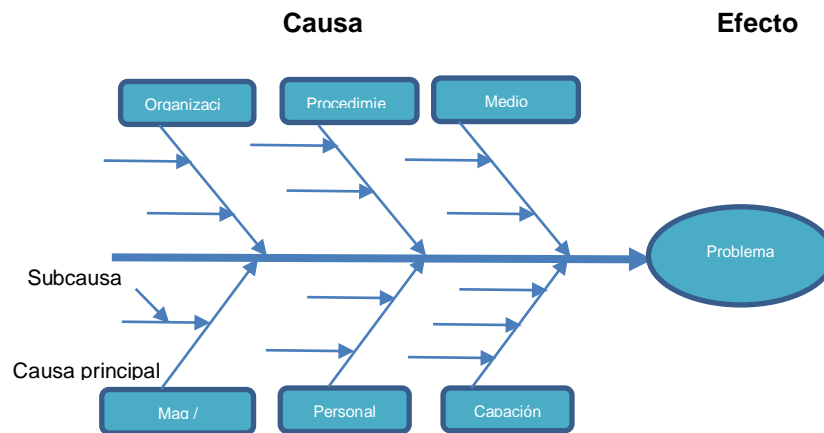 Causa
Efecto
Organizaci
Procedimie
Medio
Problema
Subcausa
Causa principal
Maq /
Personal
Capación